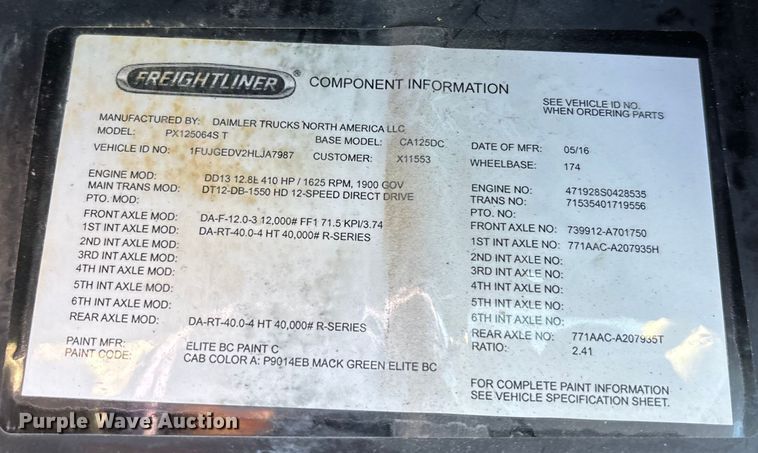 FREIGHTLINER ® COMPONENT INFORMATION
SEE VEHICLE ID NO.
WHEN ORDERING PARTS
MANUFACTURED BY: DAIMLER TRUCKS NORTH AMERICA LLC
MODEL: PX125064S T BASE MODEL: CA125DC DATE OF MFR: 05/16
VEHICLE ID NO: 1FUJGEDV2HLJA7987 CUSTOMER: X11553 WHEELBASE: 174
ENGINE MOD: DD13 12.8L 410 HP / 1625 RPM, 1900 GOV ENGINE NO: 471928S0428535
MAIN TRANS MOD: DT12-DB-1550 HD 12-SPEED DIRECT DRIVE TRANS NO: 71535401719556
PTO. MOD: PTO. NO:
FRONT AXLE MOD: DA-F-12.0-3 12,000# FF1 71.5 KPI/3.74 FRONT AXLE NO: 739912-A701750
1ST INT AXLE MOD: DA-RT-40.0-4 HT 40,000# R-SERIES 1ST INT AXLE NO: 771AAC-A207935H
2ND INT AXLE MOD: 2ND INT AXLE NO:
3RD INT AXLE MOD: 3RD INT AXLE NO:
4TH INT AXLE MOD: 4TH INT AXLE NO:
5TH INT AXLE MOD: 5TH INT AXLE NO:
6TH INT AXLE MOD: 6TH INT AXLE NO:
REAR AXLE MOD: DA-RT-40.0-4 HT 40,000# R-SERIES REAR AXLE NO: 771AAC-A207935T
RATIO: 2.41
PAINT MFR: ELITE BC PAINT C
PAINT CODE: CAB COLOR A: P9014EB MACK GREEN ELITE BC
FOR COMPLETE PAINT INFORMATION
SEE VEHICLE SPECIFICATION SHEET.
Purple Wave Auction